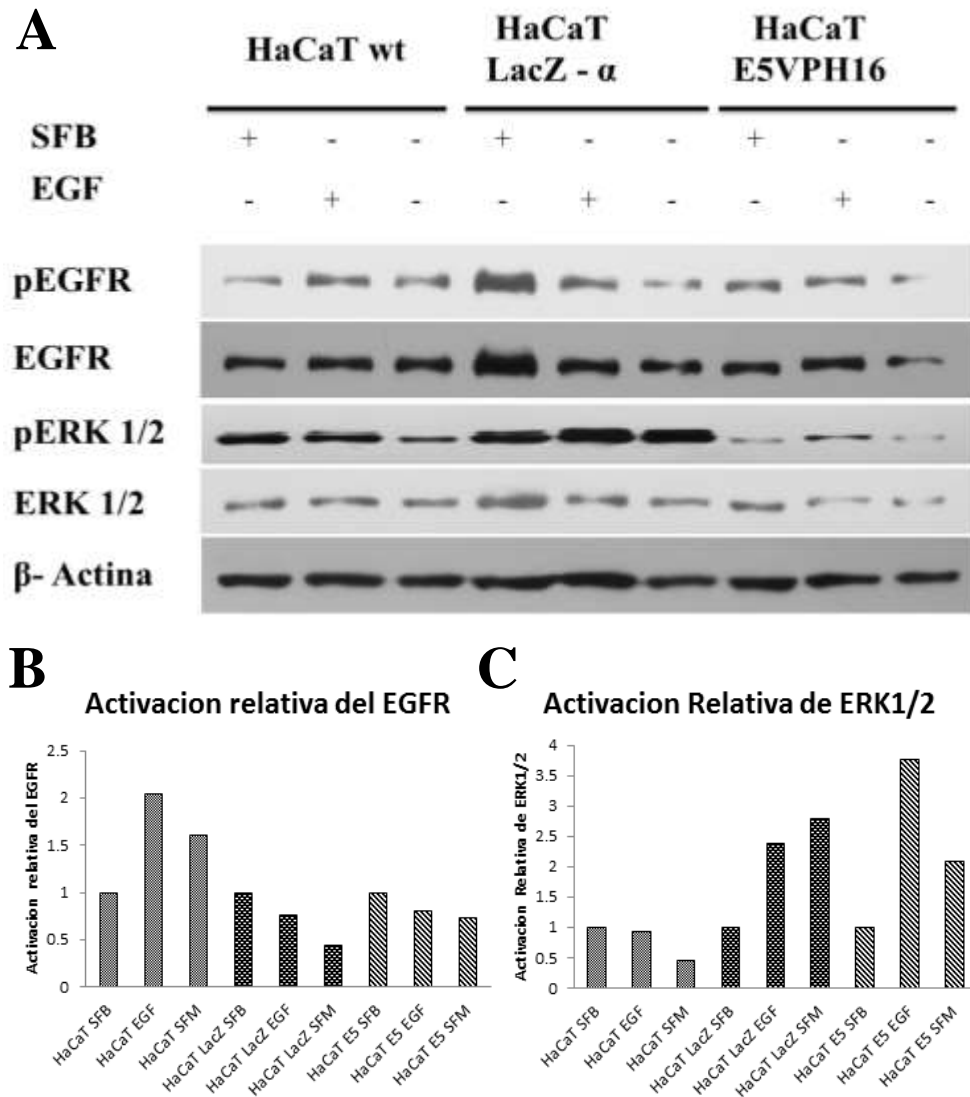 A
HaCaT wt
HaCaT
LacZ - α
HaCaT
E5VPH16
SFB + - - + - - + - -
EGF - + - - + - - + -
pEGFR
EGFR
pERK 1/2
ERK 1/2
β- Actina
B
Activacion relativa del EGFR
Activacion relativa del EGFR
2.5
2
1.5
1
0.5
0
HaCaT SFB
HaCaT EGF
HaCaT SFM
HaCaT LacZ SFB
HaCaT LacZ EGF
HaCaT LacZ SFM
HaCaT E5 SFB
HaCaT E5 EGF
HaCaT E5 SFM
C
Activacion Relativa de ERK1/2
Activacion Relativa de ERK1/2
4
3.5
3
2.5
2
1.5
1
0.5
0
HaCaT SFB
HaCaT EGF
HaCaT SFM
HaCaT LacZ SFB
HaCaT LacZ EGF
HaCaT LacZ SFM
HaCaT E5 SFB
HaCaT E5 EGF
HaCaT E5 SFM